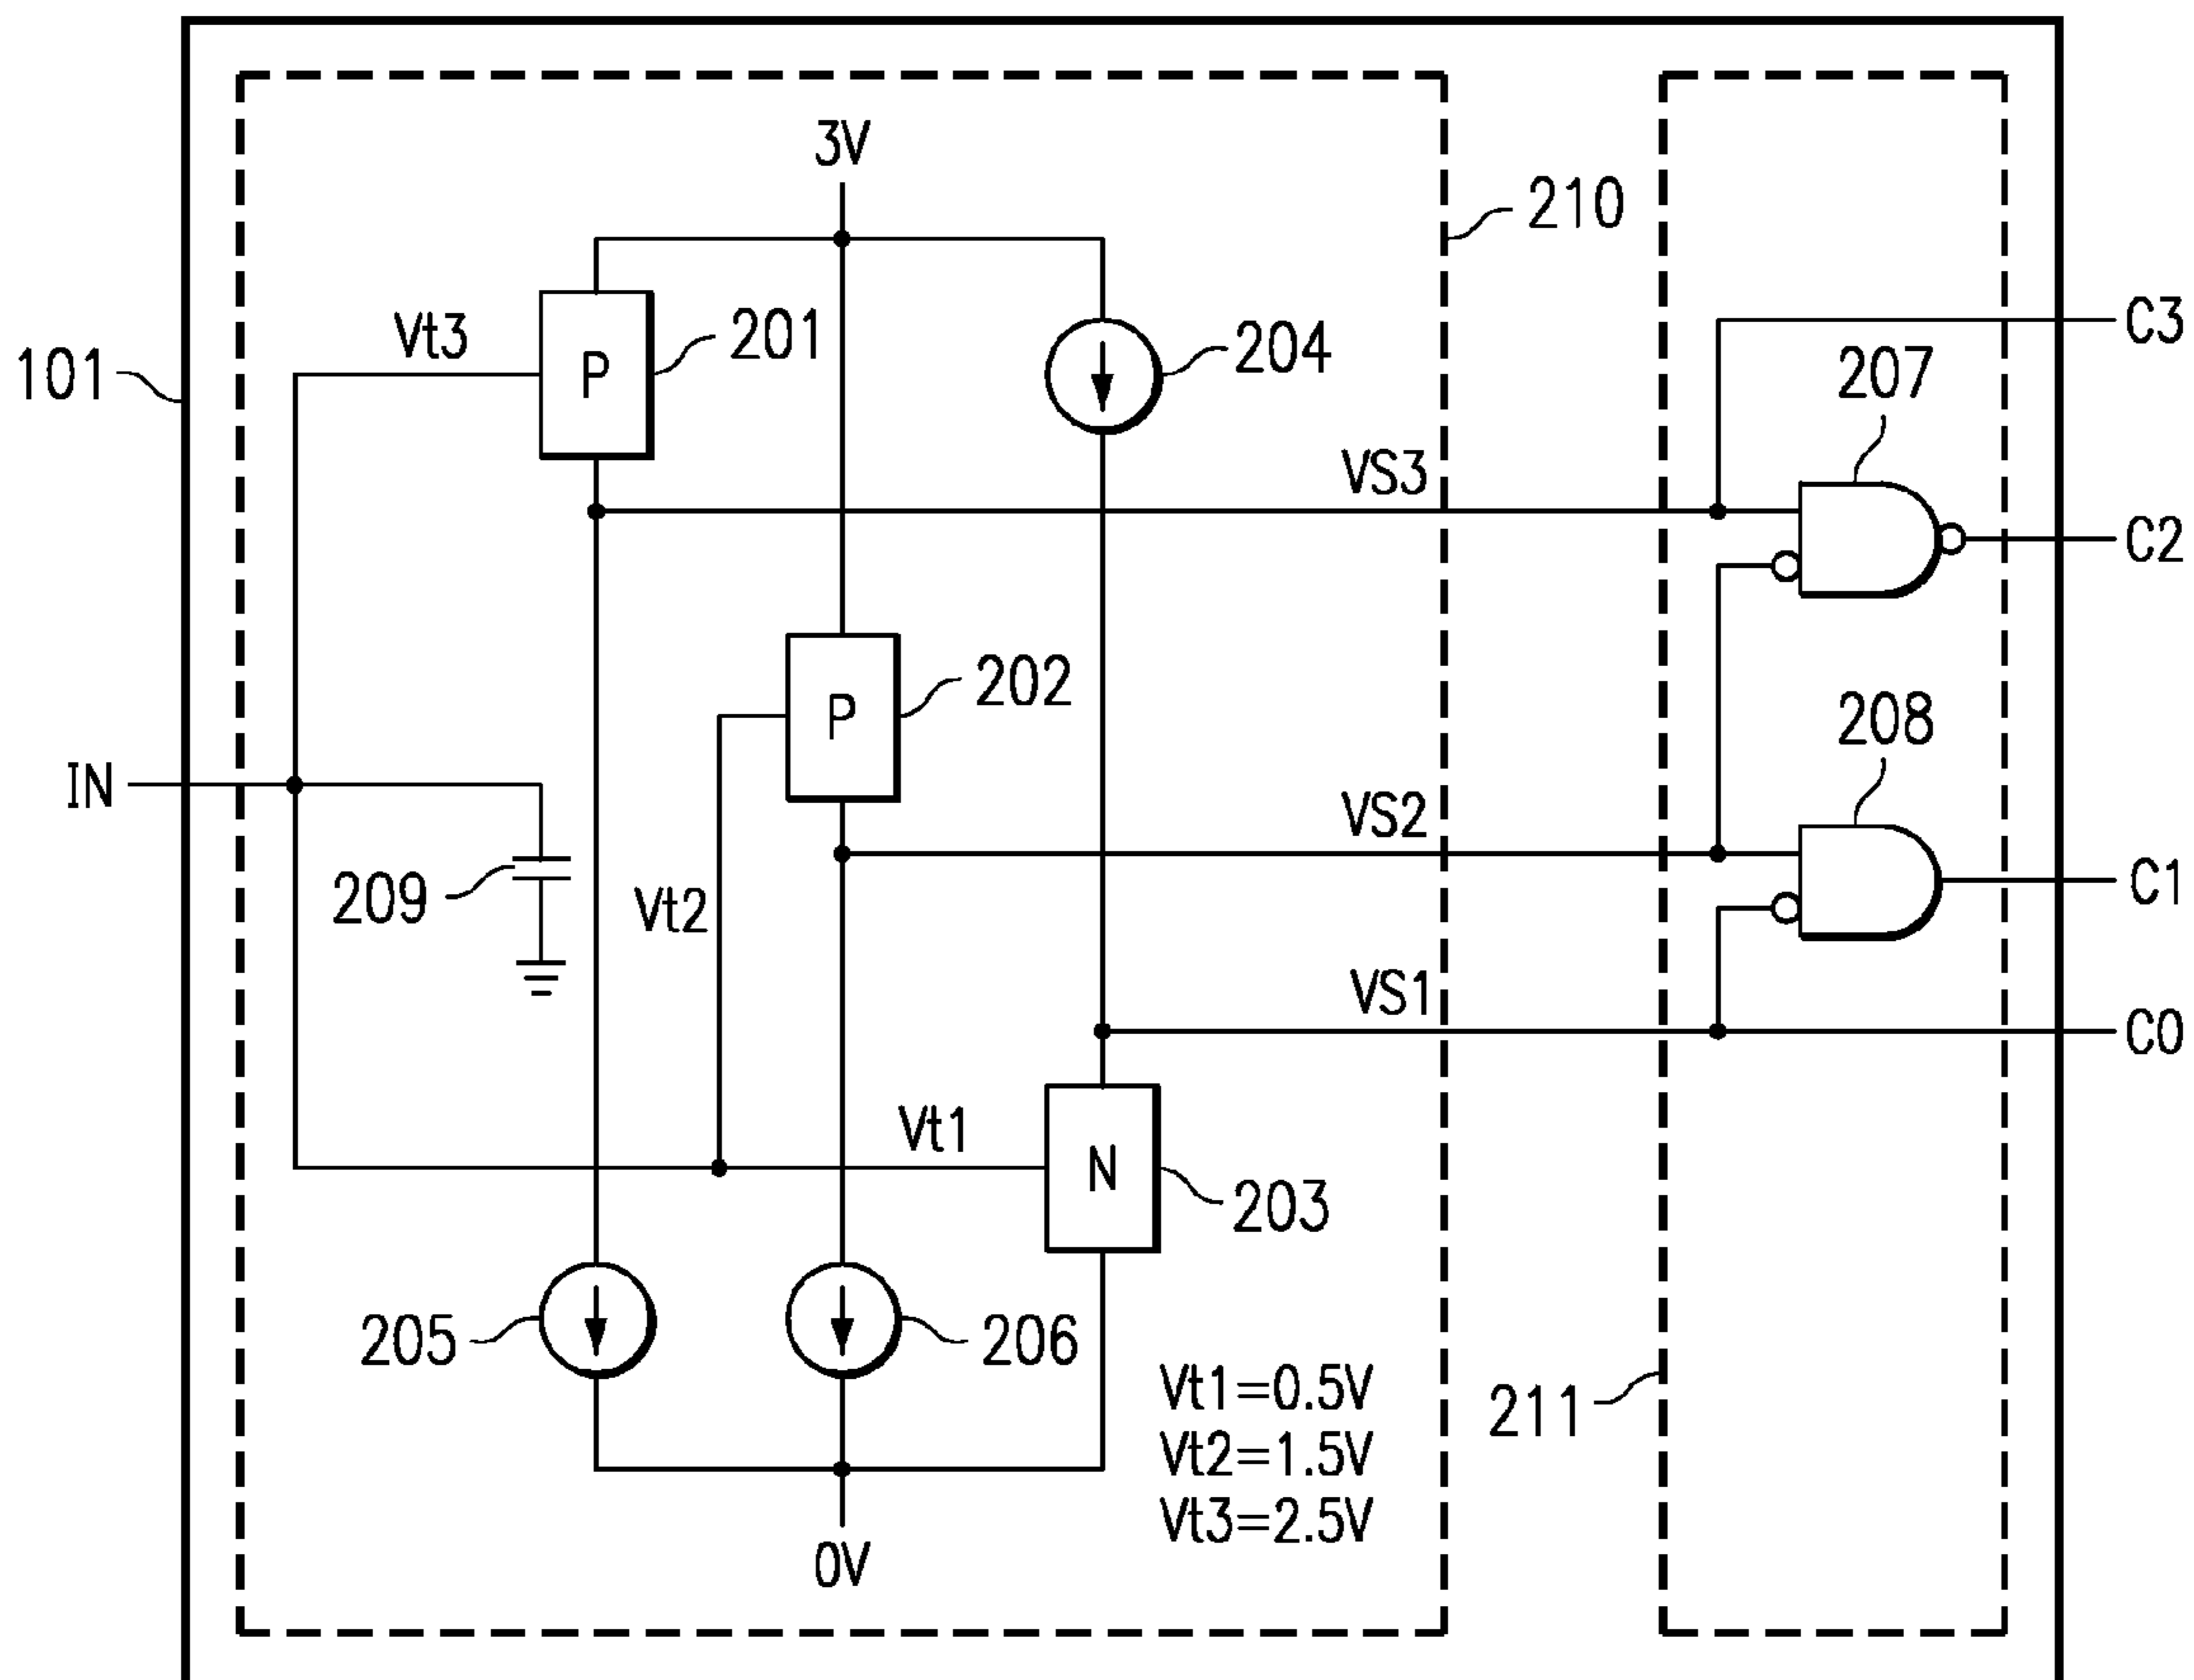 3V
210
Vt3
201
204
C3
101
P
207
VS3
C2
202
P
208
IN
VS2
209
Vt2
C1
VS1
C0
Vt1
N
203
205
206
Vt1=0.5V
211
Vt2=1.5V
Vt3=2.5V
0V